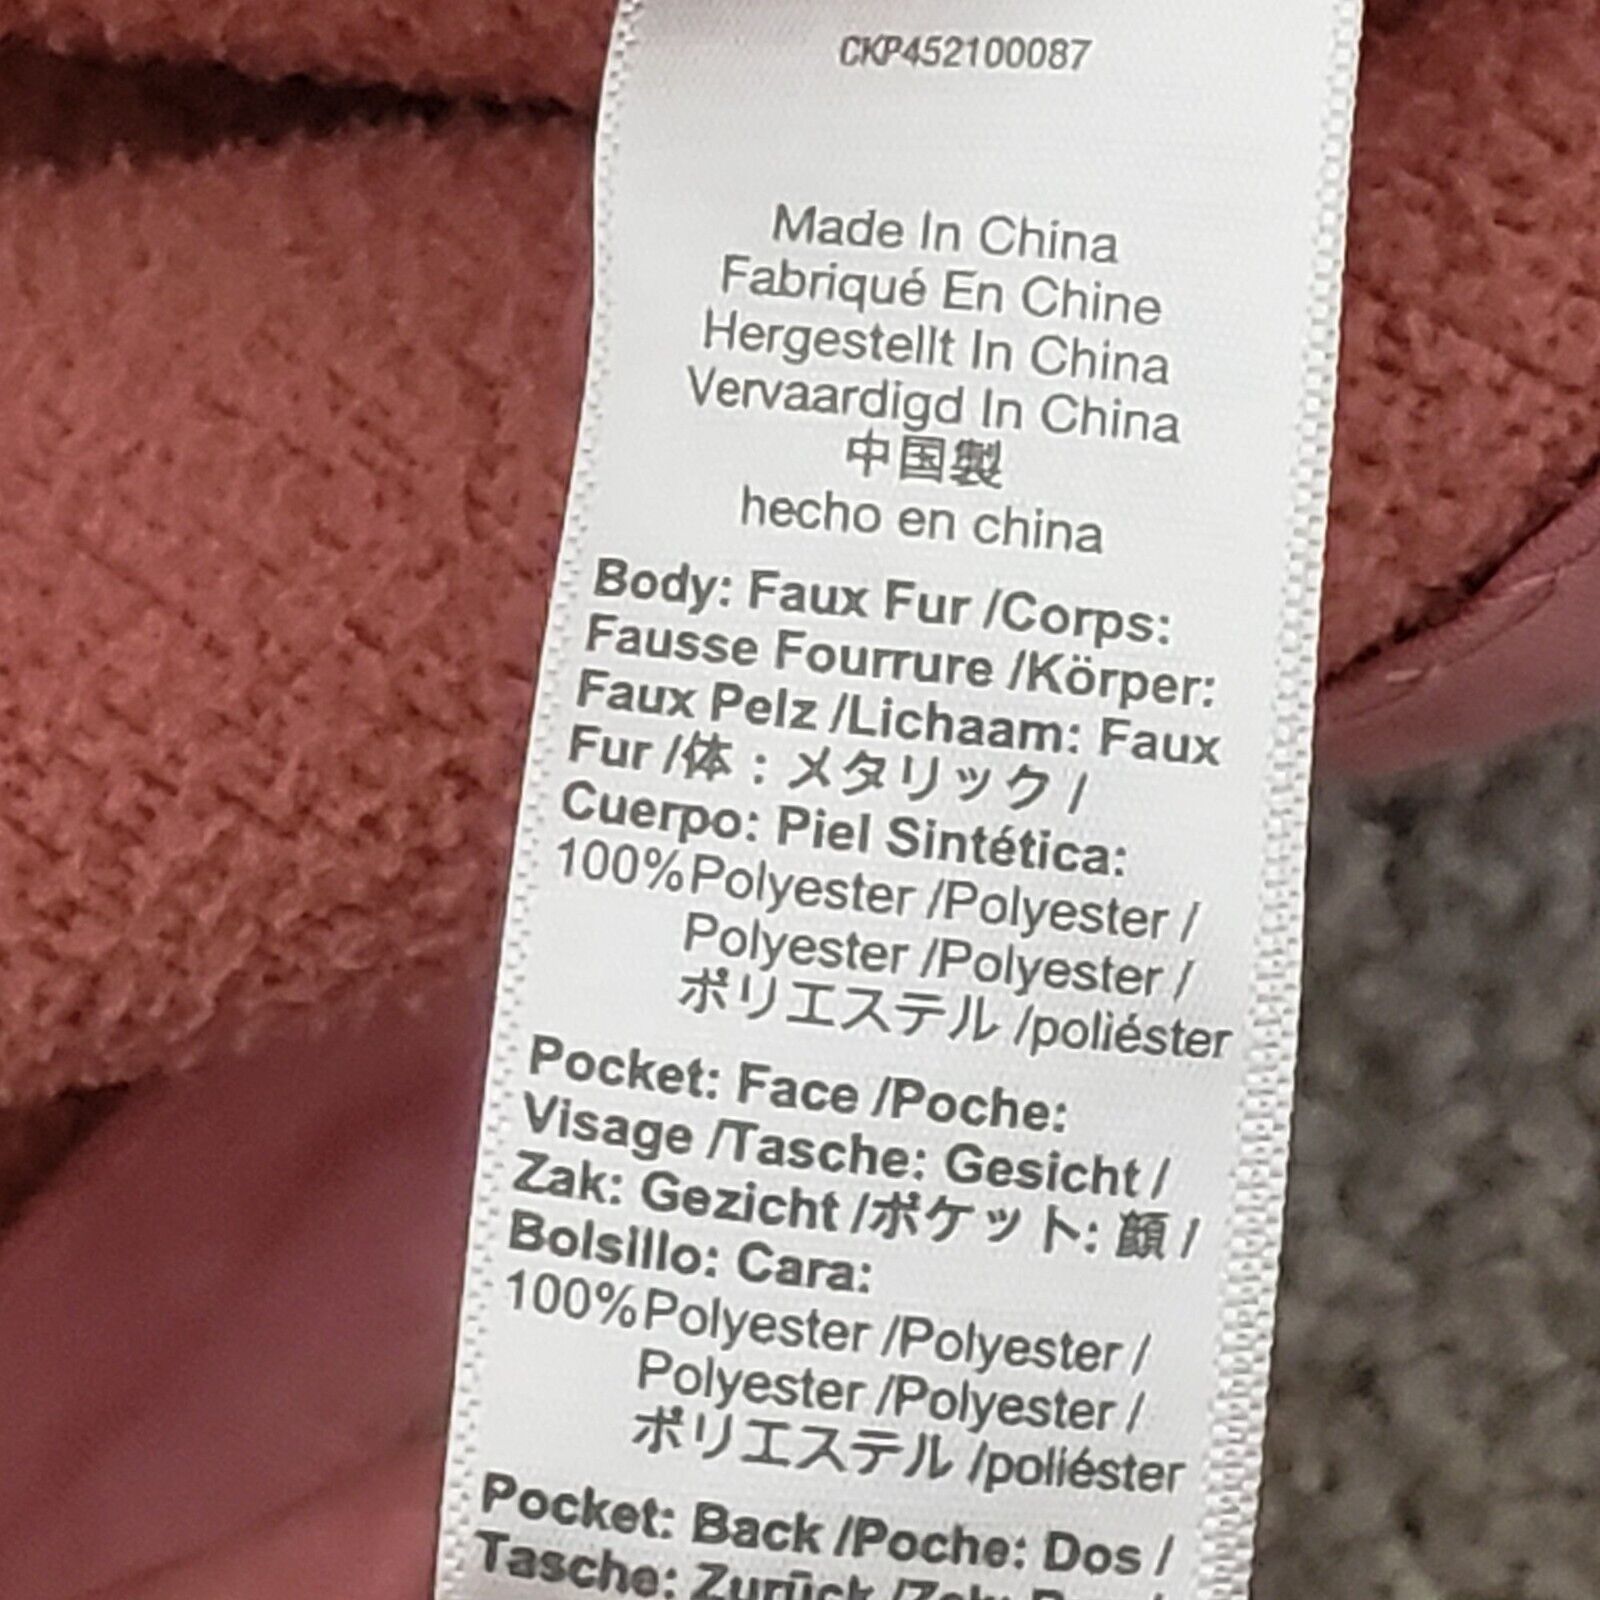 CKP452100087
Made In China
Fabriqué En Chine
Hergestellt In China
Vervaardigd In China
中国製
hecho en china
Body: Faux Fur /Corps:
Fausse Fourrure /Körper:
Faux Pelz /Lichaam: Faux
Fur /体：メタリック /
Cuerpo: Piel Sintética:
100%Polyester /Polyester /
Polyester /Polyester /
ポリエステル /poliéster
Pocket: Face /Poche:
Visage /Tasche: Gesicht /
Zak: Gezicht /ポケット: 顔 /
Bolsillo: Cara:
100%Polyester /Polyester /
Polyester /Polyester /
ポリエステル /poliéster
Pocket: Back /Poche: Dos /
Tasche: Zurück